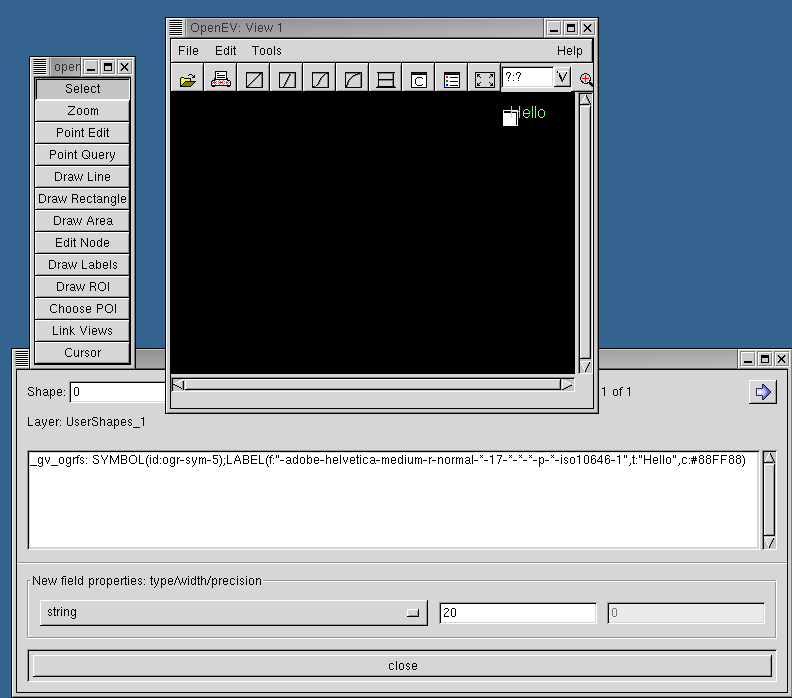 OpenEV: View 1
File Edit Tools Help
?:? V
C
Hello
oper
Select
Zoom
Point Edit
Point Query
Draw Line
Draw Rectangle
Draw Area
Edit Node
Draw Labels
Draw ROI
Choose POI
Link Views
Cursor
Shape: 0
1 of 1
Layer: UserShapes_1
_gv_ogrfs: SYMBOL(id:ogr-sym-5);LABEL(f:"-adobe-helvetica-medium-r-normal-*-17-*-*-*-p-*-iso10646-1",t:"Hello",c:#88FF88)
New field properties: type/width/precision
string 20 0
close